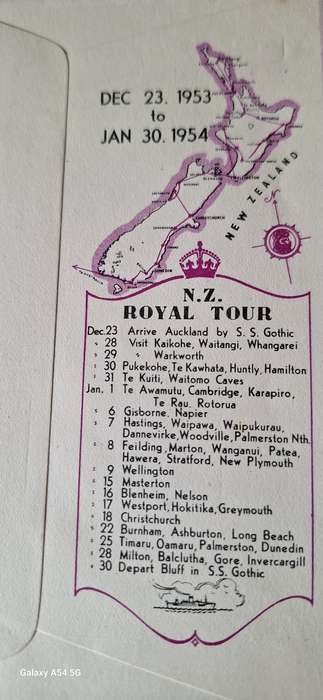 DEC 23. 1953
to
JAN 30. 1954
NEW ZEALAND
N.Z.
ROYAL TOUR
Dec. 23 Arrive Auckland by S.S. Gothic
" 28 Visit Kaikohe, Waitangi, Whangarei
" 29 " Warkworth
" 30 Pukekohe, Te Kawhata, Huntly, Hamilton
" 31 Te Kuiti, Waitomo Caves
Jan. 1 Te Awamutu, Cambridge, Karapiro,
Te Rau. Rotorua
" 6 Gisborne. Napier
" 7 Hastings, Waipawa, Waipukurau,
Dannevirke, Woodville, Palmerston Nth.
" 8 Feilding, Marton, Wanganui, Patea,
Hawera, Stratford, New Plymouth
" 9 Wellington
" 15 Masterton
" 16 Blenheim, Nelson
" 17 Westport, Hokitika, Greymouth
" 18 Christchurch
" 22 Burnham, Ashburton, Long Beach
" 25 Timaru, Oamaru, Palmerston, Dunedin
" 28 Milton, Balclutha, Gore, Invercargill
" 30 Depart Bluff in S.S. Gothic
Galaxy A54 5G